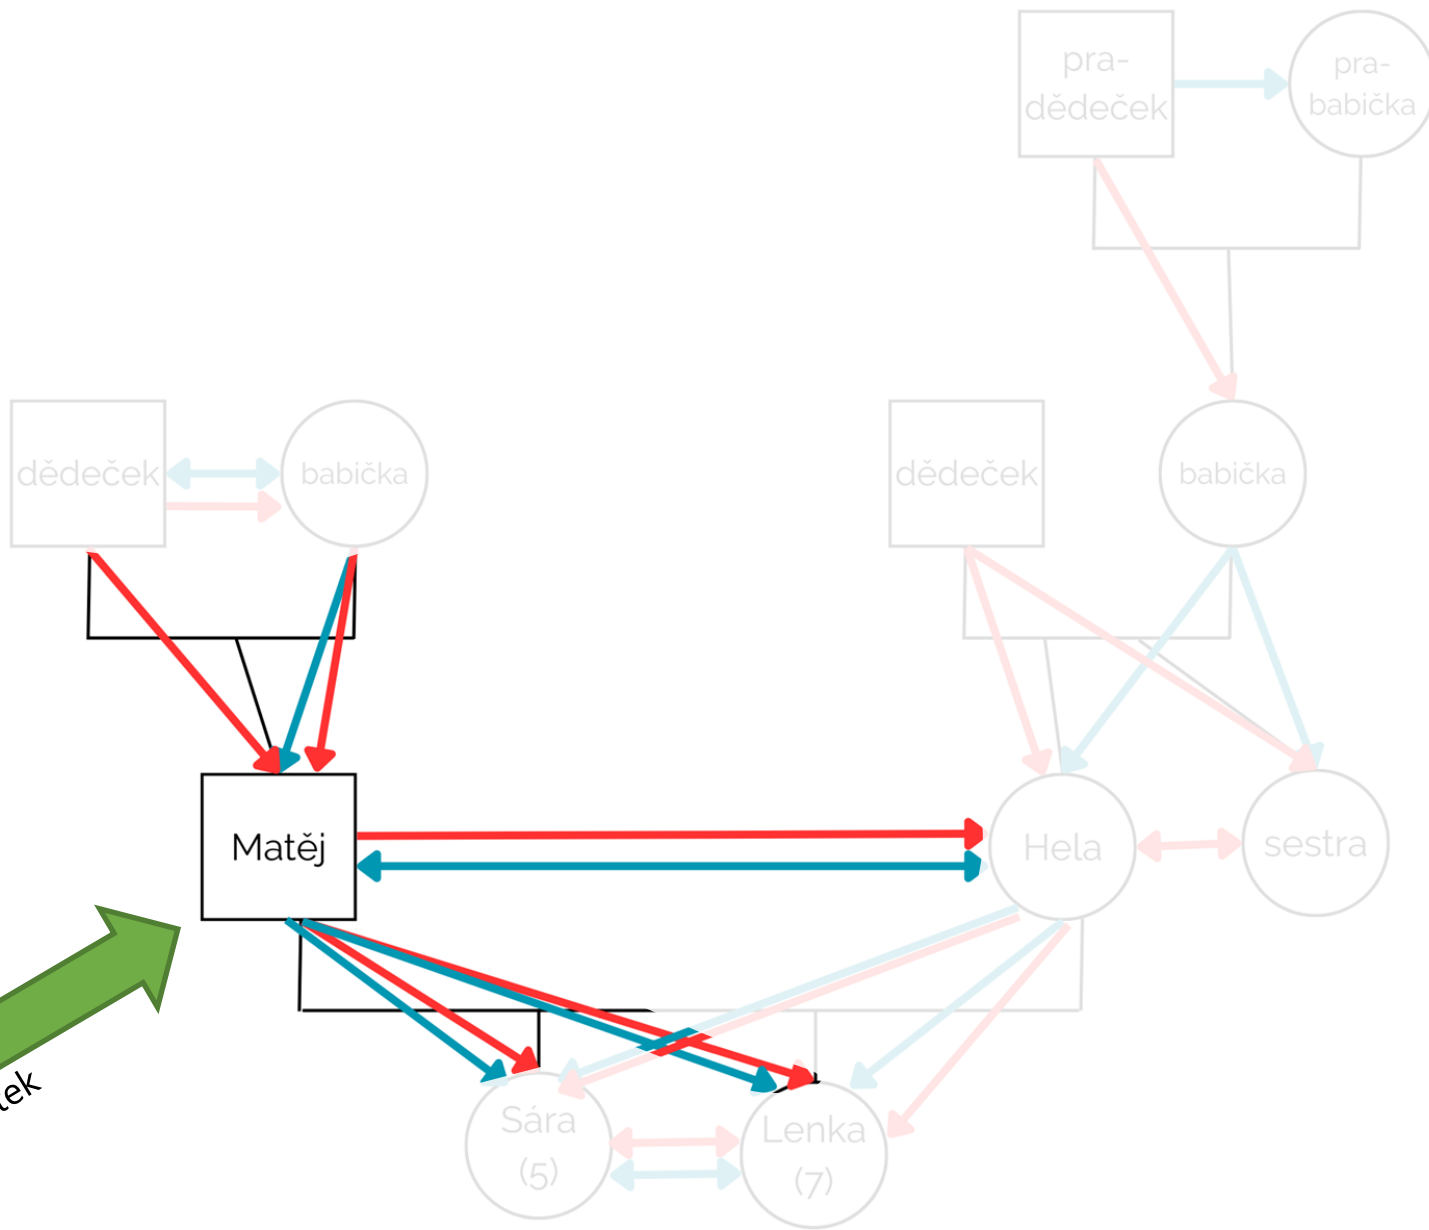 pra-
dědeček
pra-
babička
dědeček
babička
dědeček
babička
Matěj
Hela
sestra
Sára
(5)
Lenka
(7)